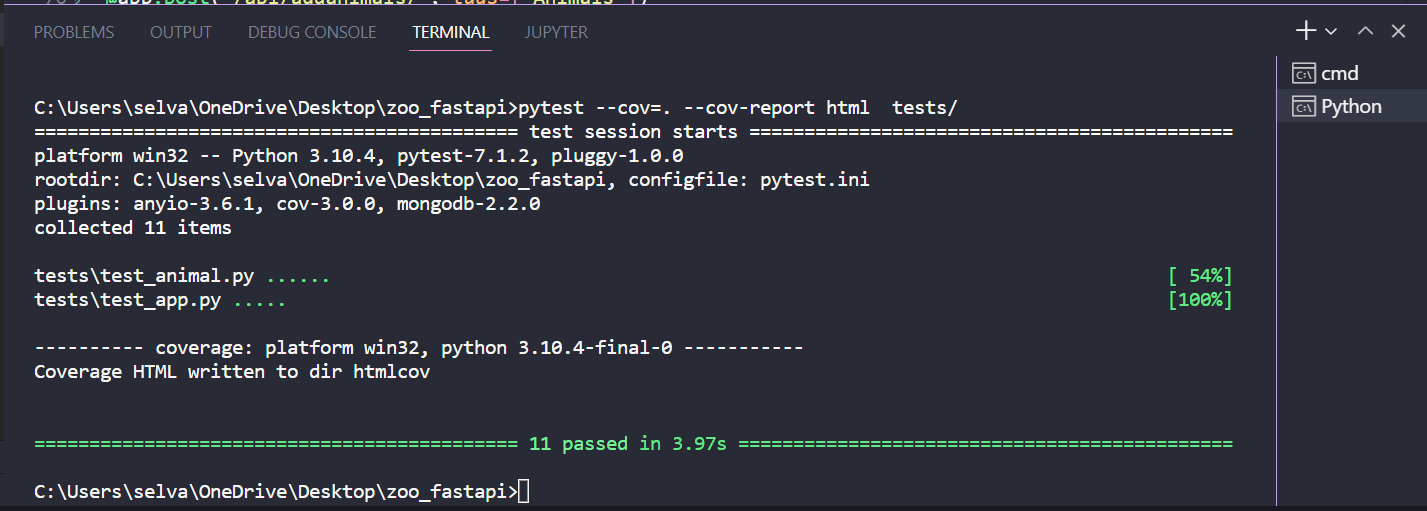 PROBLEMS OUTPUT DEBUG CONSOLE TERMINAL JUPYTER
cmd
Python
C:\Users\selva\OneDrive\Desktop\zoo_fastapi>pytest --cov=. --cov-report html  tests/
============================================ test session starts ============================================
platform win32 -- Python 3.10.4, pytest-7.1.2, pluggy-1.0.0
rootdir: C:\Users\selva\OneDrive\Desktop\zoo_fastapi, configfile: pytest.ini
plugins: anyio-3.6.1, cov-3.0.0, mongodb-2.2.0
collected 11 items
tests\test_animal.py ...... [ 54%]
tests\test_app.py ..... [100%]
---------- coverage: platform win32, python 3.10.4-final-0 -----------
Coverage HTML written to dir htmlcov
============================================ 11 passed in 3.97s =============================================
C:\Users\selva\OneDrive\Desktop\zoo_fastapi>